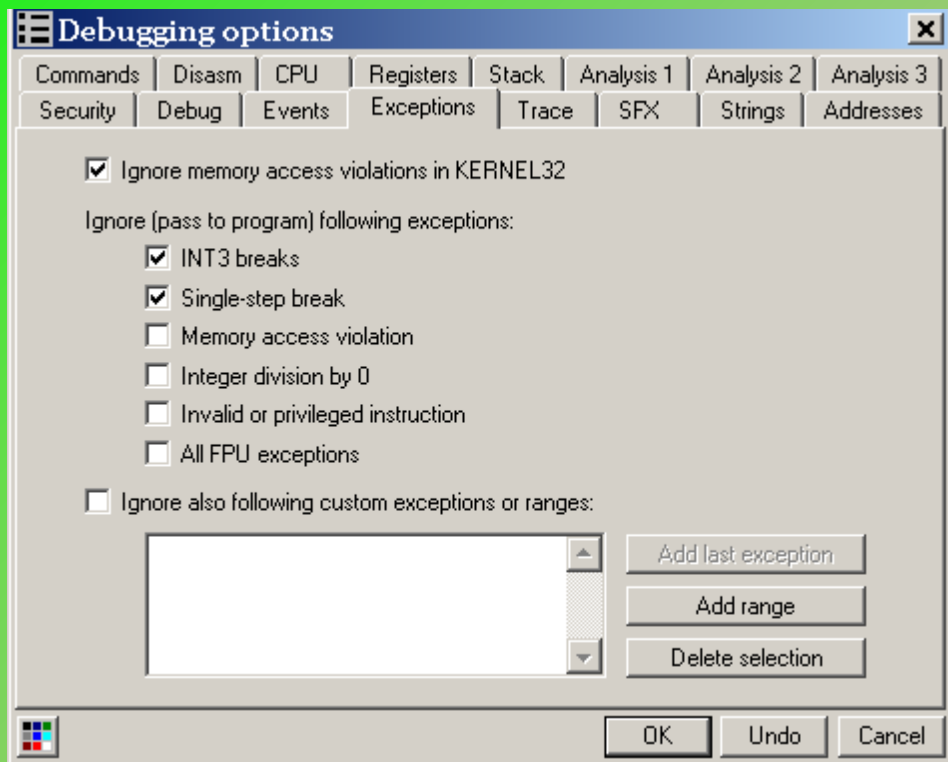 Debugging options
Commands Disasm CPU Registers Stack Analysis 1 Analysis 2 Analysis 3
Security Debug Events Exceptions Trace SFX Strings Addresses
Ignore memory access violations in KERNEL32
Ignore (pass to program) following exceptions:
INT3 breaks
Single-step break
Memory access violation
Integer division by 0
Invalid or privileged instruction
All FPU exceptions
Ignore also following custom exceptions or ranges:
Add last exception
Add range
Delete selection
OK Undo Cancel